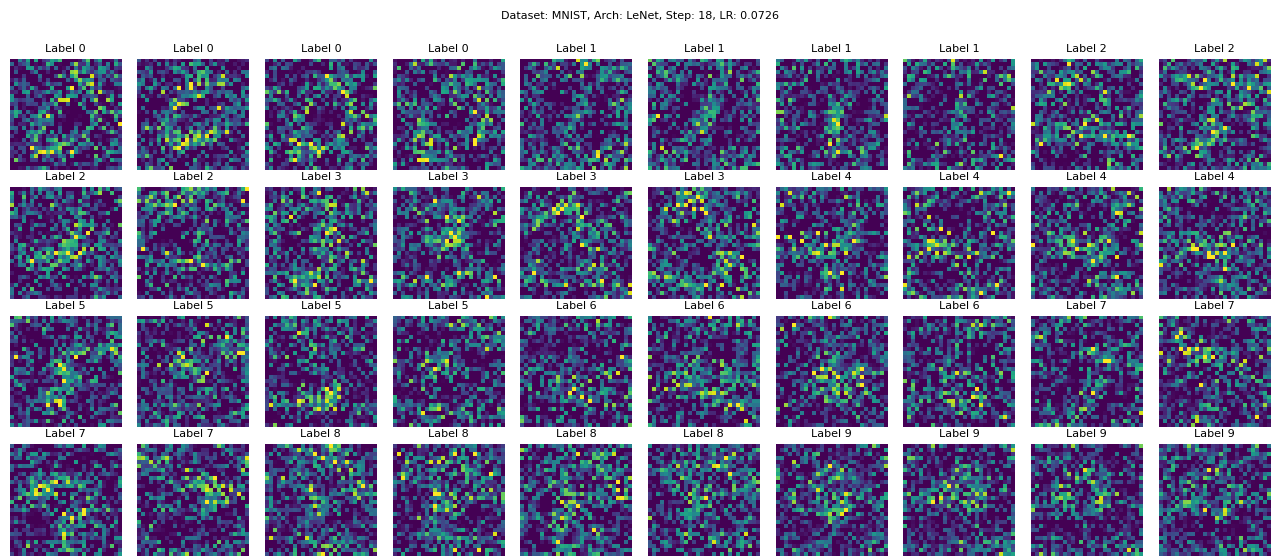 Dataset: MNIST, Arch: LeNet, Step: 18, LR: 0.0726
Label 0 Label 0 Label 0 Label 0 Label 1 Label 1 Label 1 Label 1 Label 2 Label 2
Label 2 Label 2 Label 3 Label 3 Label 3 Label 3 Label 4 Label 4 Label 4 Label 4
Label 5 Label 5 Label 5 Label 5 Label 6 Label 6 Label 6 Label 6 Label 7 Label 7
Label 7 Label 7 Label 8 Label 8 Label 8 Label 8 Label 9 Label 9 Label 9 Label 9